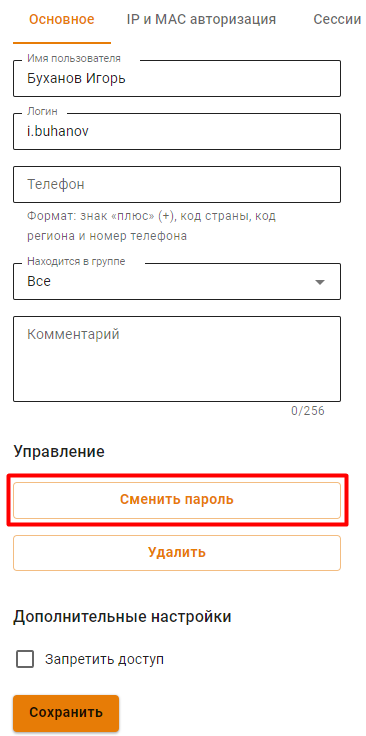 Основное IP и MAC авторизация Сессии
Имя пользователя
Буханов Игорь
Логин
i.buhanov
Телефон
Формат: знак «плюс» (+), код страны, код
региона и номер телефона
Находится в группе
Все
Комментарий
0/256
Управление
Сменить пароль
Удалить
Дополнительные настройки
Запретить доступ
Сохранить